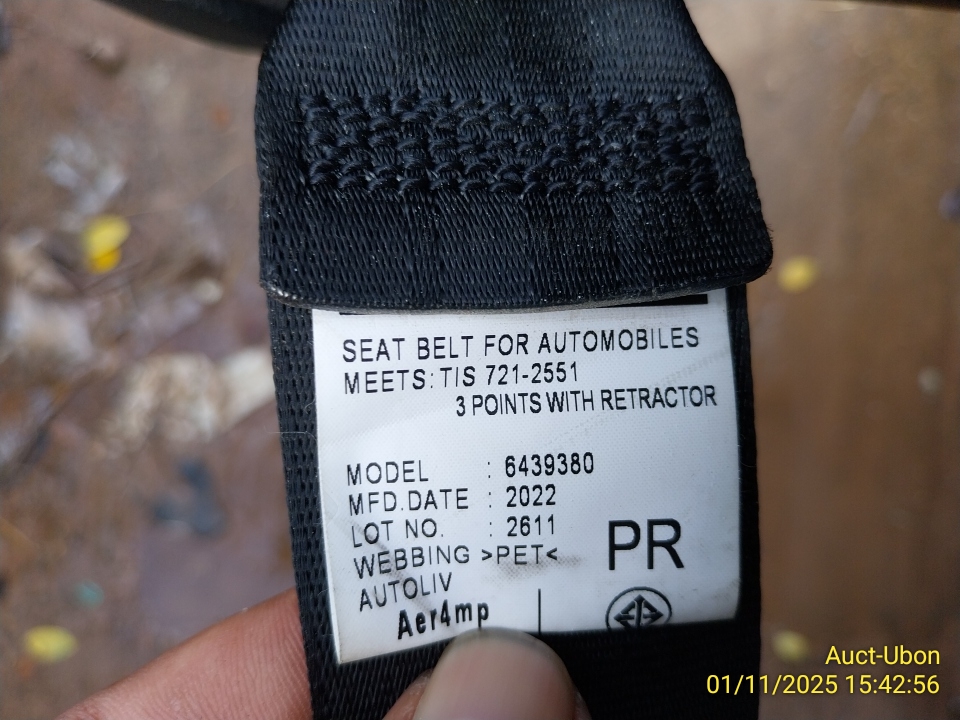 SEAT BELT FOR AUTOMOBILES
MEETS: TIS 721-2551
3 POINTS WITH RETRACTOR
MODEL : 6439380
MFD.DATE : 2022
LOT NO. : 2611
WEBBING >PET<
PR
AUTOLIV
Aer4mp
Auct-Ubon
01/11/2025 15:42:56